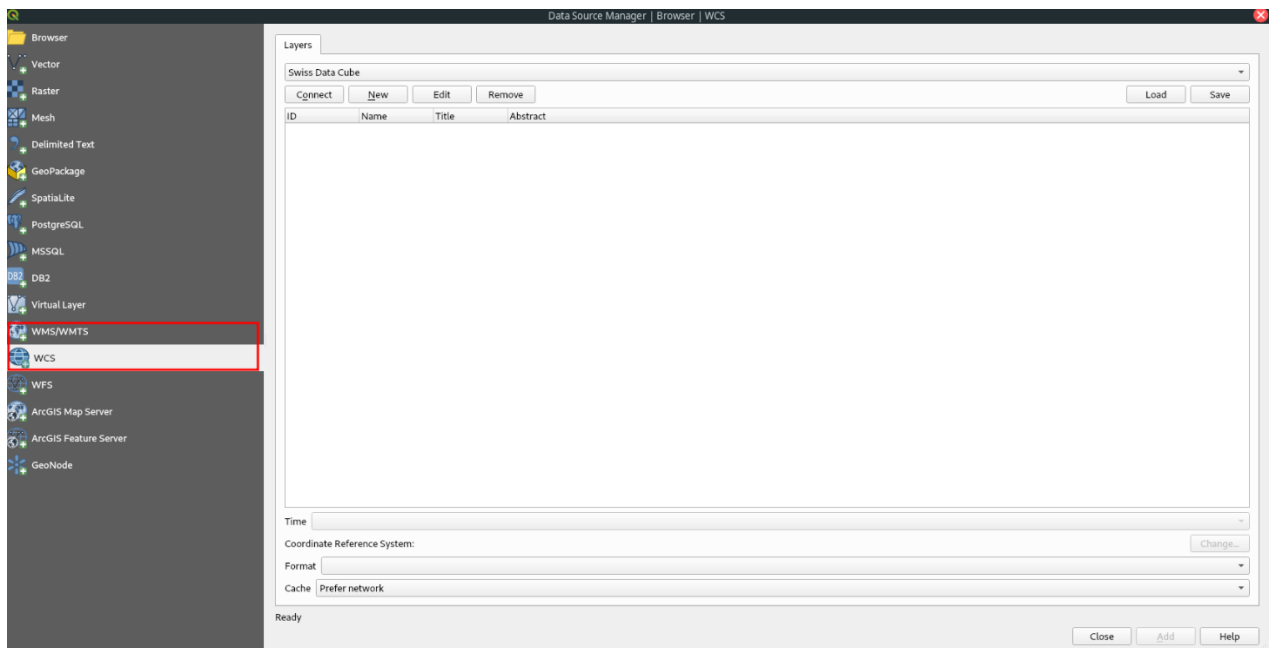 Data Source Manager | Browser | WCS
Browser
Vector
Raster
Mesh
Delimited Text
GeoPackage
SpatiaLite
PostgreSQL
MSSQL
DB2
DB2
Virtual Layer
WMS/WMTS
WCS
WFS
ArcGIS Map Server
ArcGIS Feature Server
GeoNode
Layers
Swiss Data Cube
Connect New Edit Remove Load Save
ID Name Title Abstract
Time
Coordinate Reference System: Change...
Format
Cache Prefer network
Ready
Close Add Help